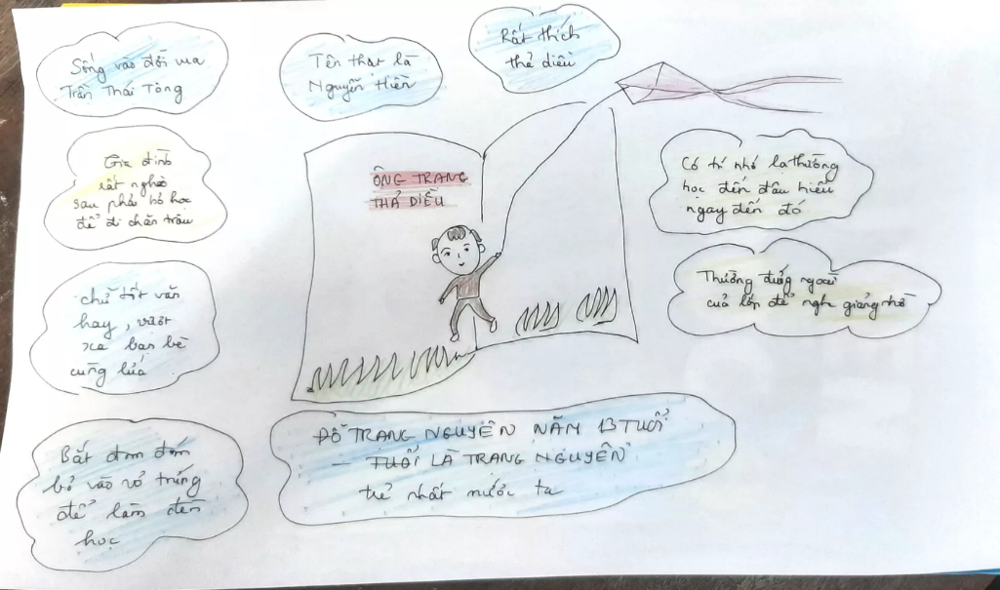 Sống vào đời vua
Trần Thái Tông
Tên thật là
Nguyễn Hiền
Rất thích
thả diều
Gia đình
rất nghèo
sau phải bỏ học
để đi chăn trâu
ÔNG TRẠNG
THẢ DIỀU
Có trí nhớ lạ thường
học đến đâu hiểu
ngay đến đó
chữ tốt văn
hay, vượt
xa bạn bè
cùng lứa
Thường đứng ngoài
cửa lớp để nghe giảng nhờ
Bắt đom đóm
bỏ vào vỏ trứng
để làm đèn
học
ĐỖ TRẠNG NGUYÊN NĂM 13 TUỔI
- TUỔI LÀ TRẠNG NGUYÊN
trẻ nhất nước ta